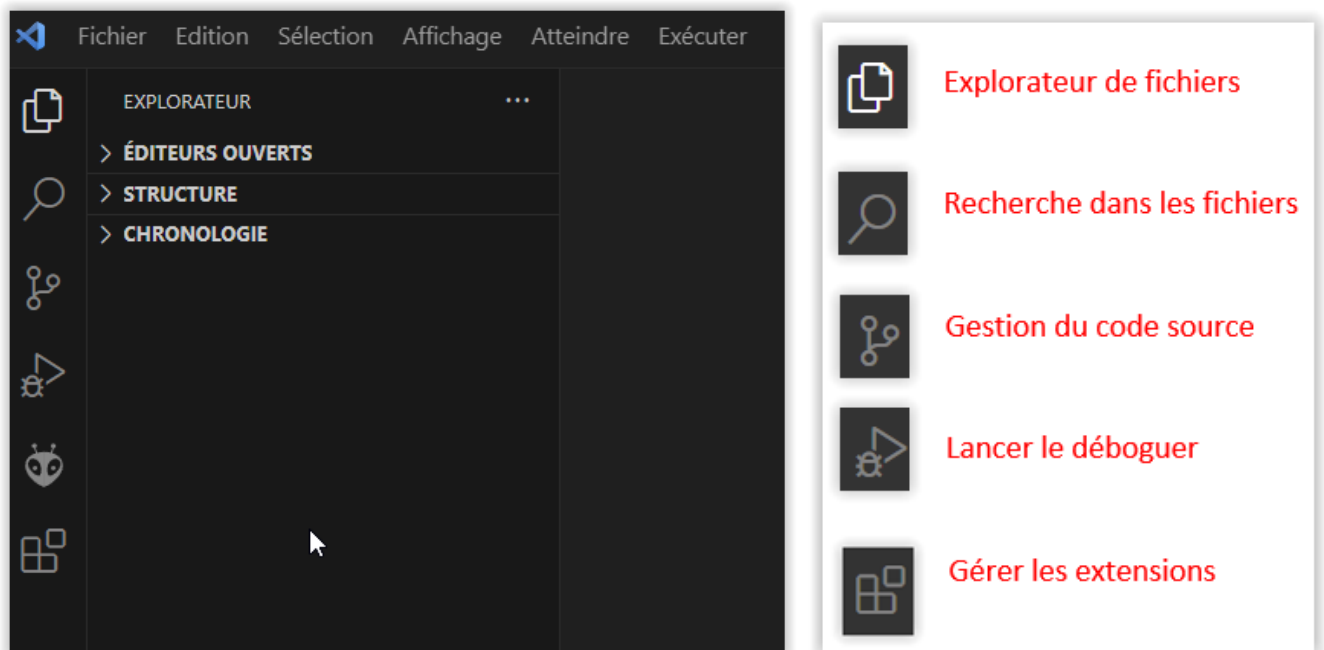 Fichier Edition Sélection Affichage Atteindre Exécuter
EXPLORATEUR
ÉDITEURS OUVERTS
STRUCTURE
CHRONOLOGIE
Explorateur de fichiers
Recherche dans les fichiers
Gestion du code source
Lancer le déboguer
Gérer les extensions